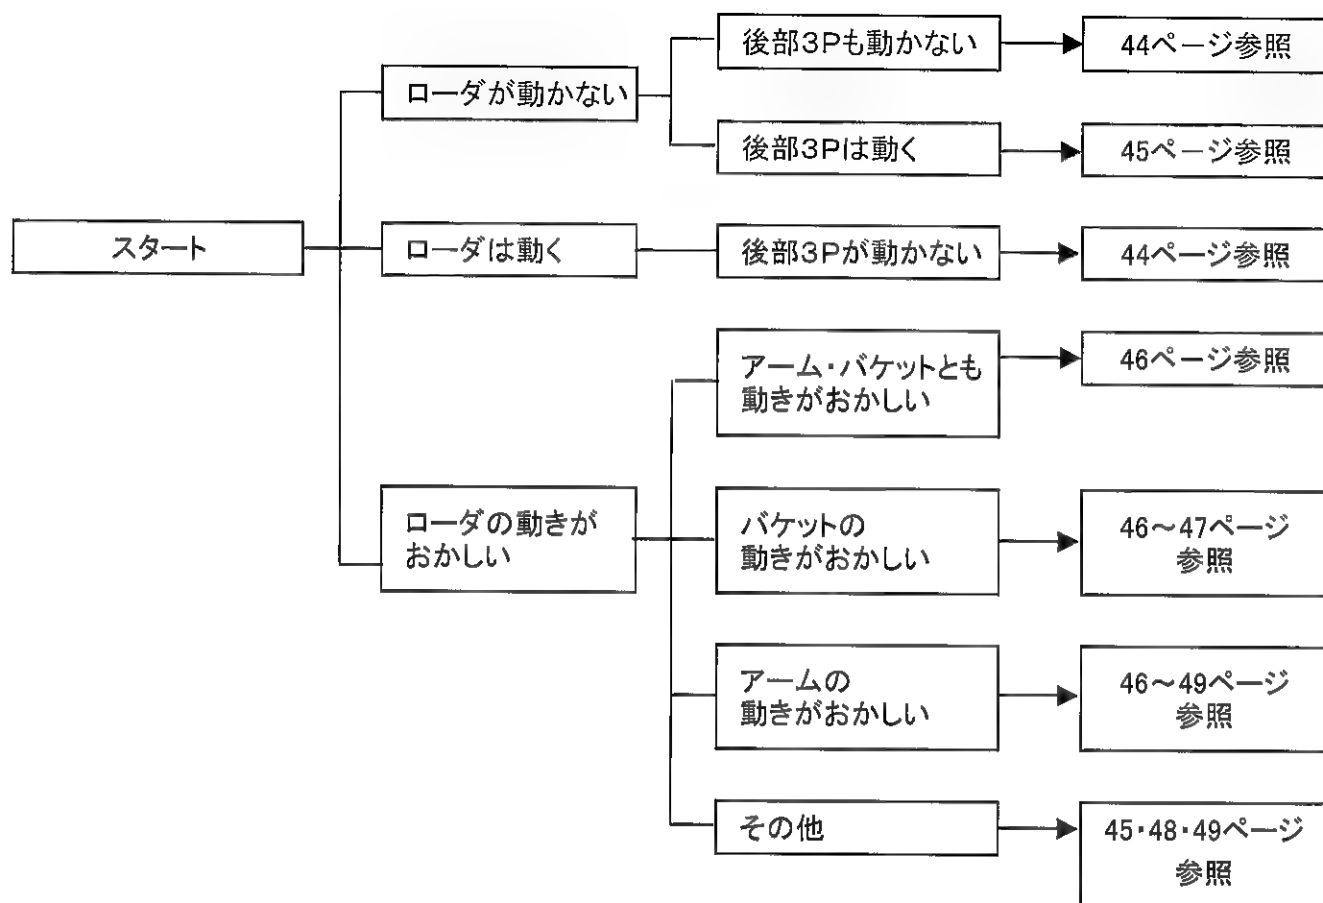 スタート
ローダが動かない
後部3Pも動かない
44ページ参照
後部3Pは動く
45ページ参照
ローダは動く
後部3Pが動かない
44ページ参照
ローダの動きが
おかしい
アーム・バケットとも
動きがおかしい
46ページ参照
バケットの
動きがおかしい
46～47ページ
参照
アームの
動きがおかしい
46～49ページ
参照
その他
45・48・49ページ
参照